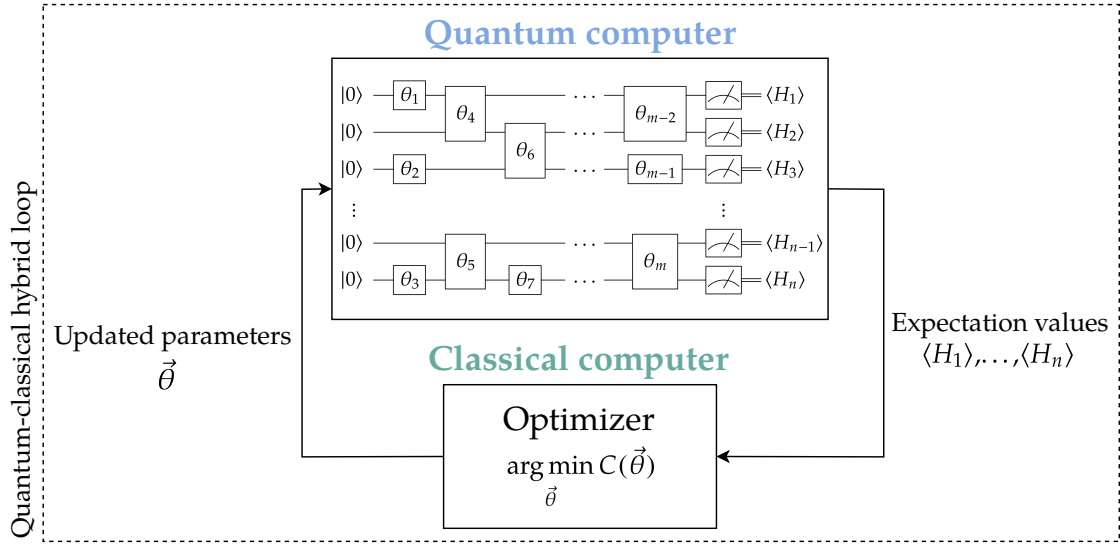 Quantum-classical hybrid loop
Quantum computer
|0⟩ θ₁ θ₄ ... θₘ₋₂ ⟨H₁⟩
|0⟩ ... ⟨H₂⟩
|0⟩ θ₂ θ₆ ... θₘ₋₁ ⟨H₃⟩
⋮ ⋮
|0⟩ θ₅ ... θₘ ⟨Hₙ₋₁⟩
|0⟩ θ₃ θ₇ ... ⟨Hₙ⟩
Updated parameters
θ⃗
Expectation values
⟨H₁⟩,...,⟨Hₙ⟩
Classical computer
Optimizer
arg min C(θ⃗)
θ⃗